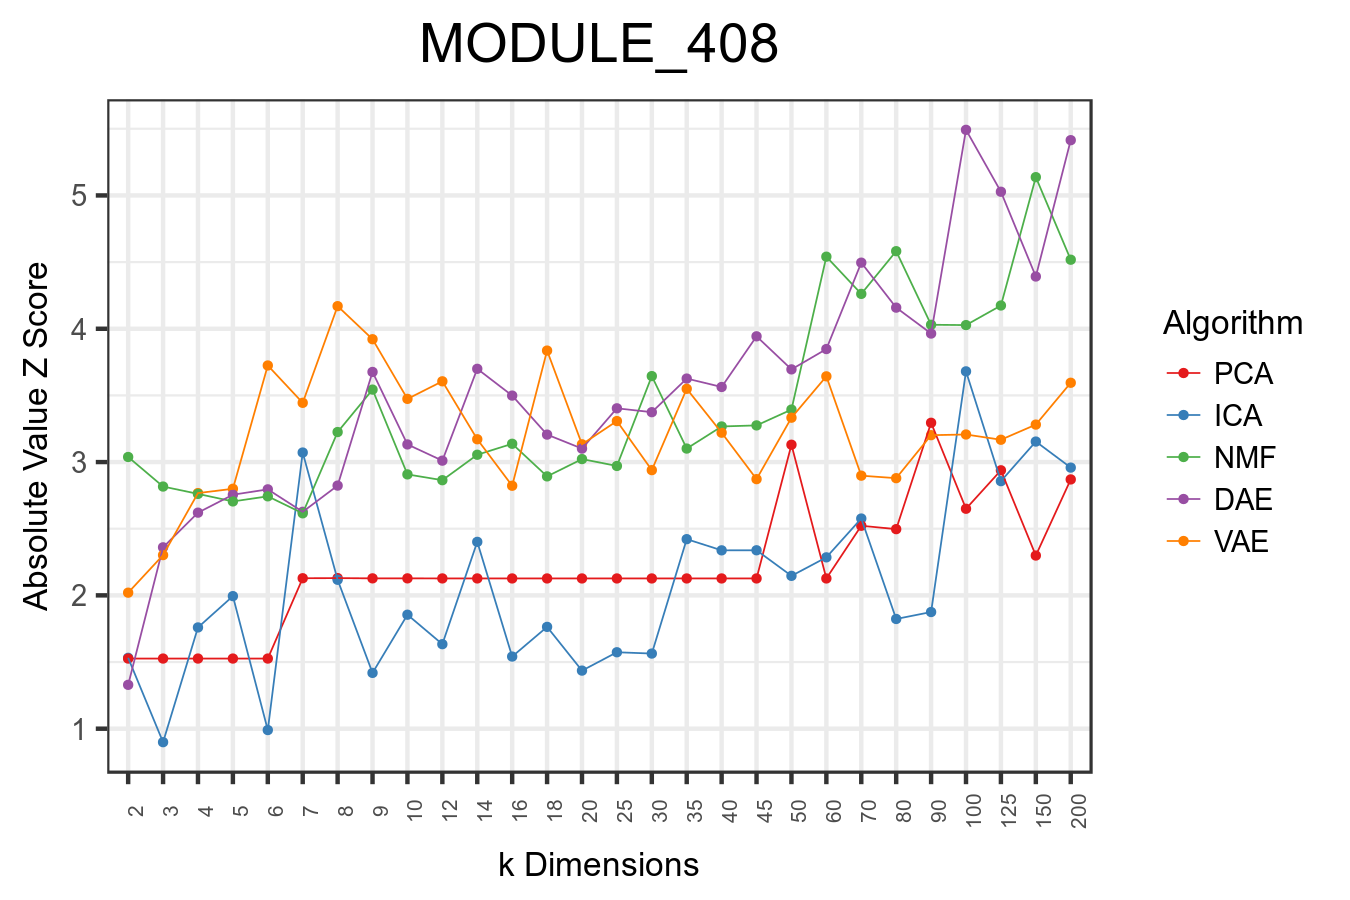 MODULE_408
Absolute Value Z Score
5
4
3
2
1
2 3 4 5 6 7 8 9 10 12 14 16 18 20 25 30 35 40 45 50 60 70 80 90 100 125 150 200
k Dimensions
Algorithm
PCA
ICA
NMF
DAE
VAE